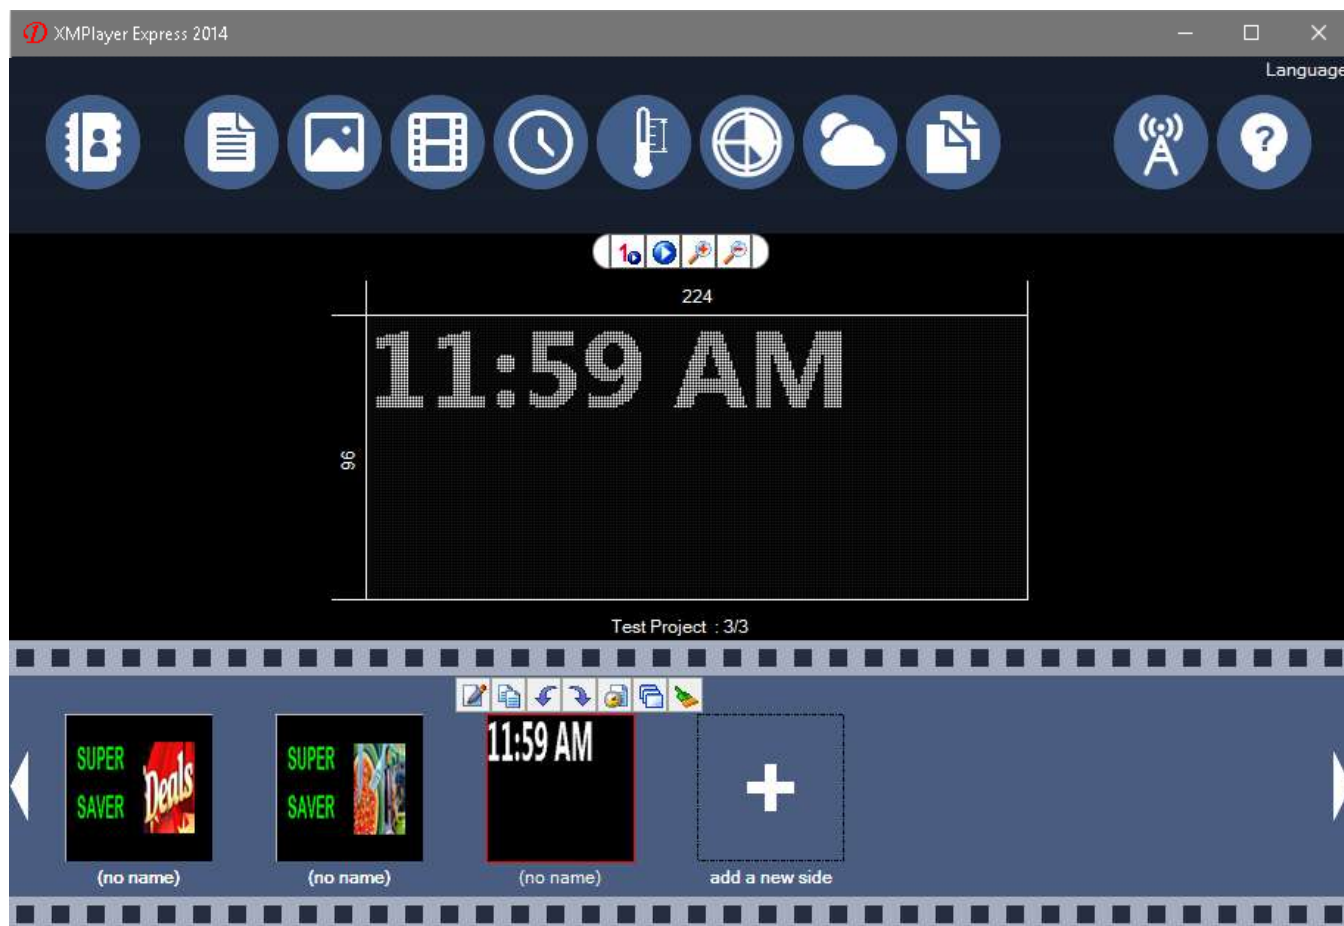 XMPlayer Express 2014
Language
224
11:59 AM
96
Test Project : 3/3
SUPER
SAVER
Deals
(no name)
SUPER
SAVER
(no name)
11:59 AM
(no name)
add a new side